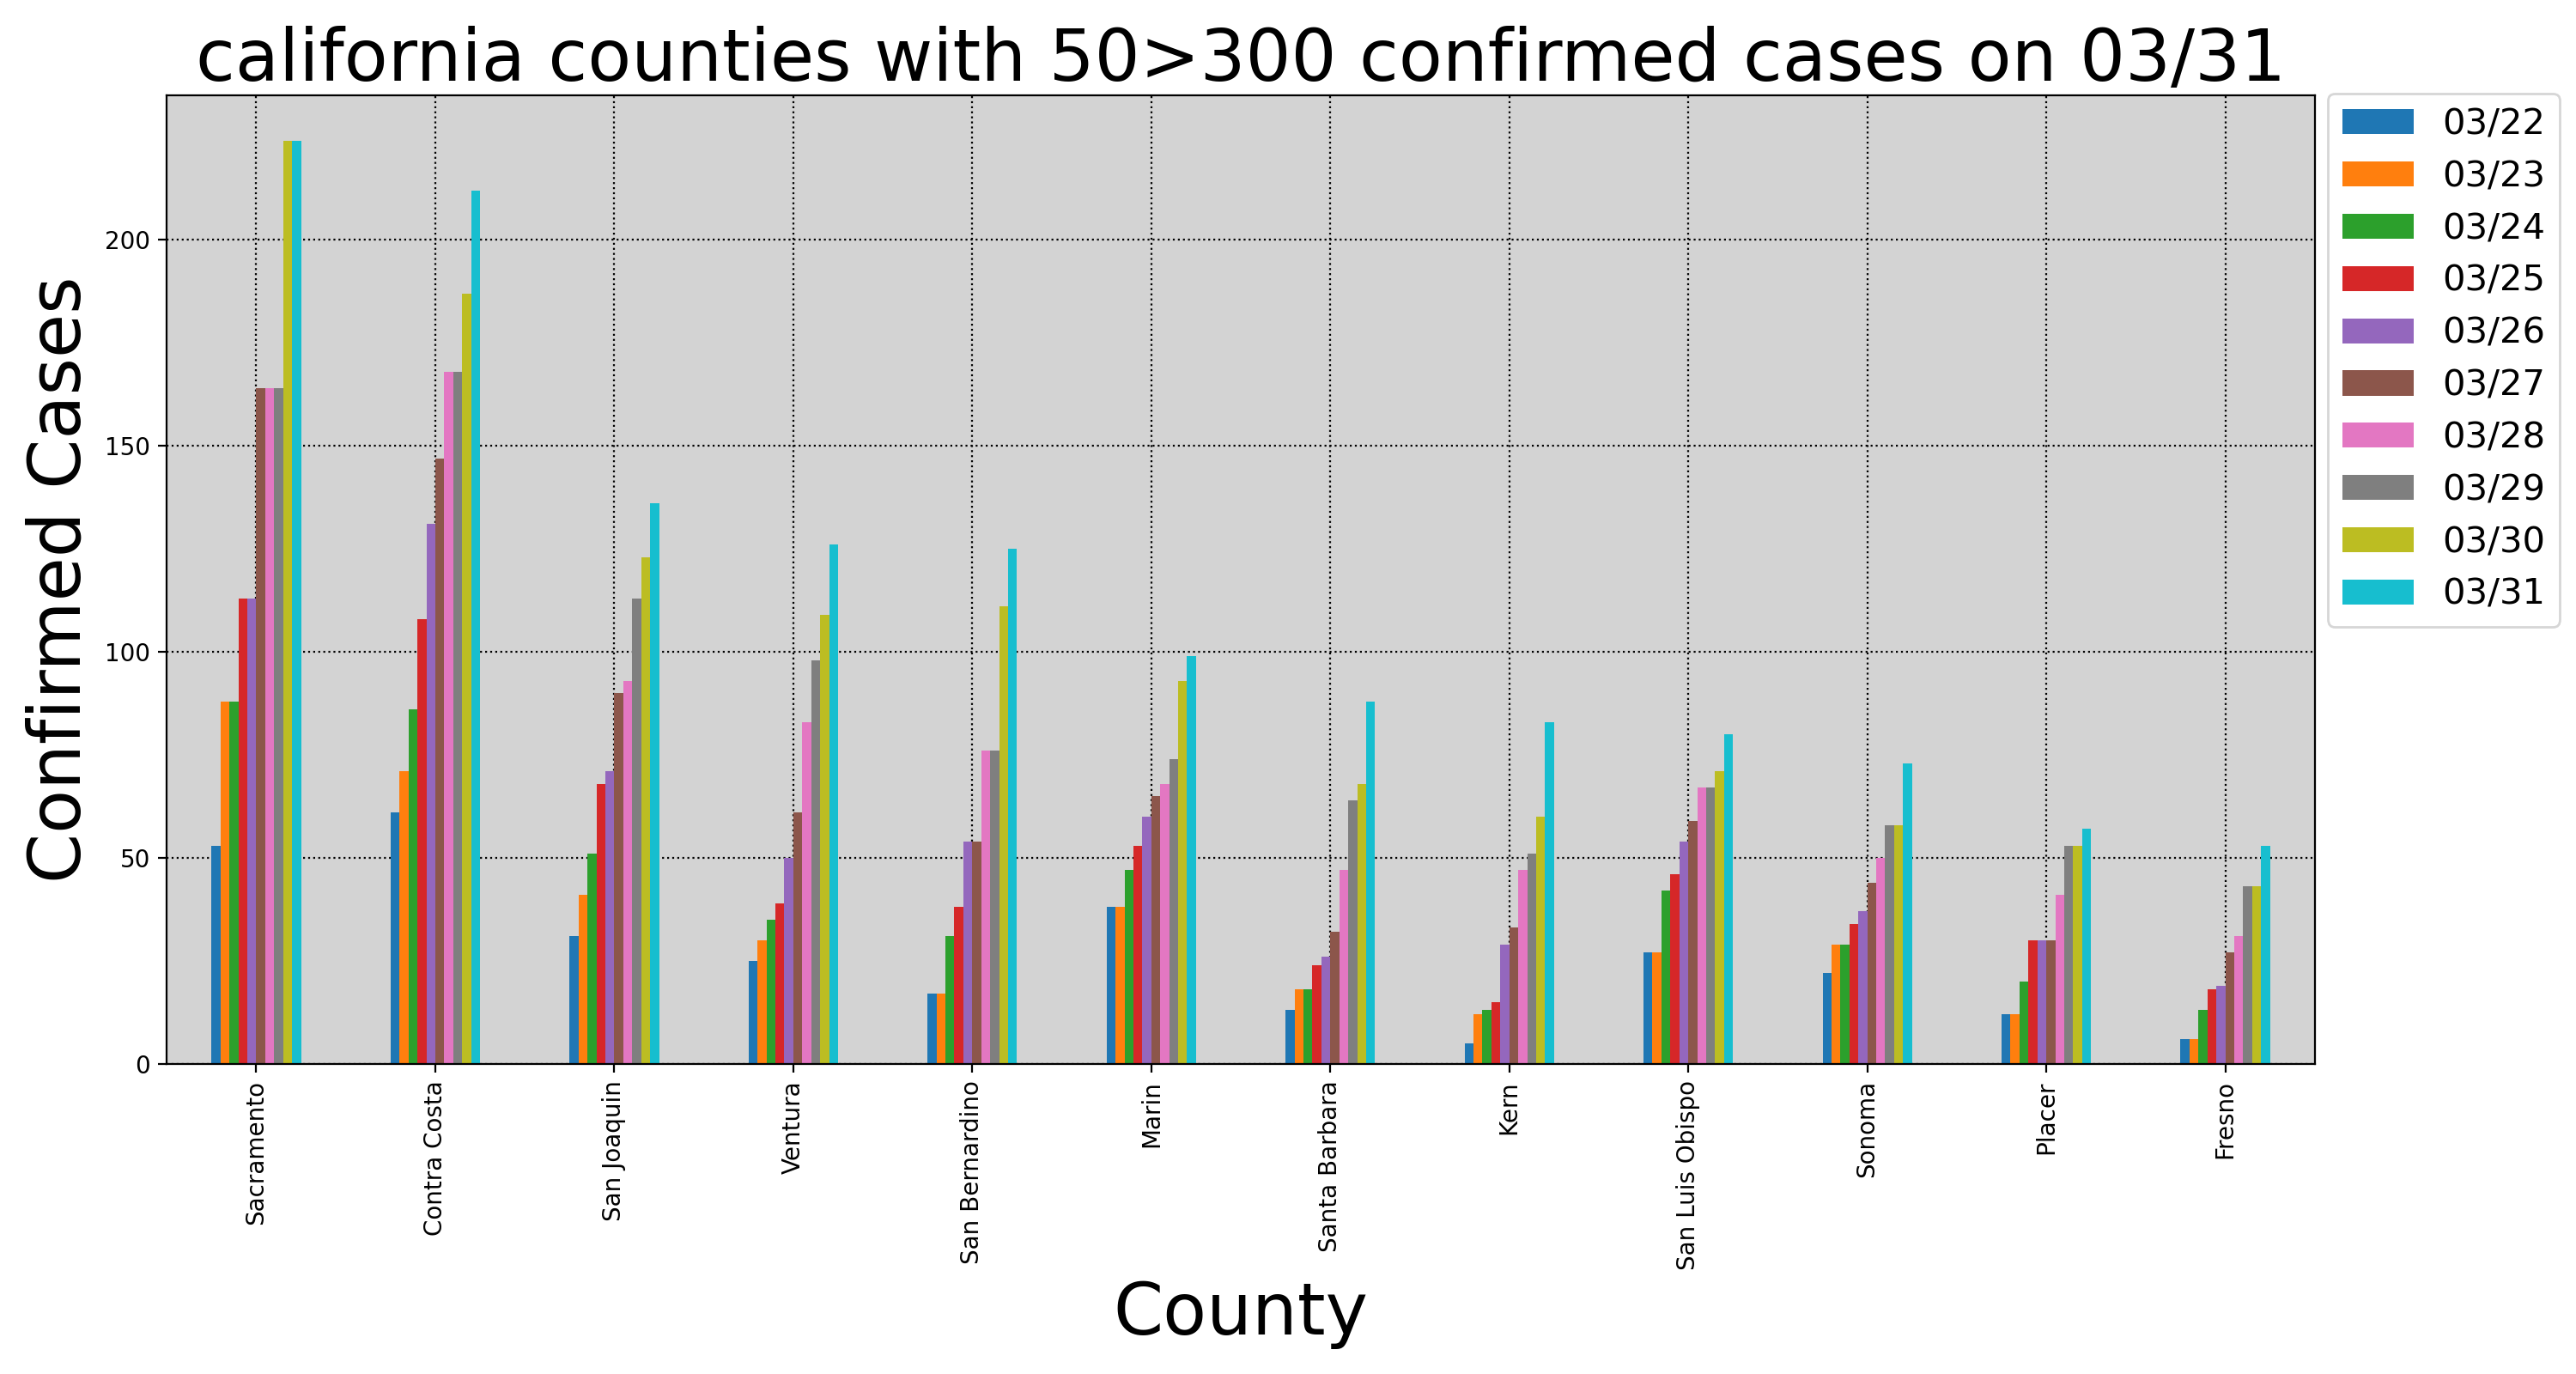 california counties with 50>300 confirmed cases on 03/31
Confirmed Cases
200
150
100
50
0
Sacramento
Contra Costa
San Joaquin
Ventura
San Bernardino
Marin
Santa Barbara
Kern
San Luis Obispo
Sonoma
Placer
Fresno
County
03/22
03/23
03/24
03/25
03/26
03/27
03/28
03/29
03/30
03/31